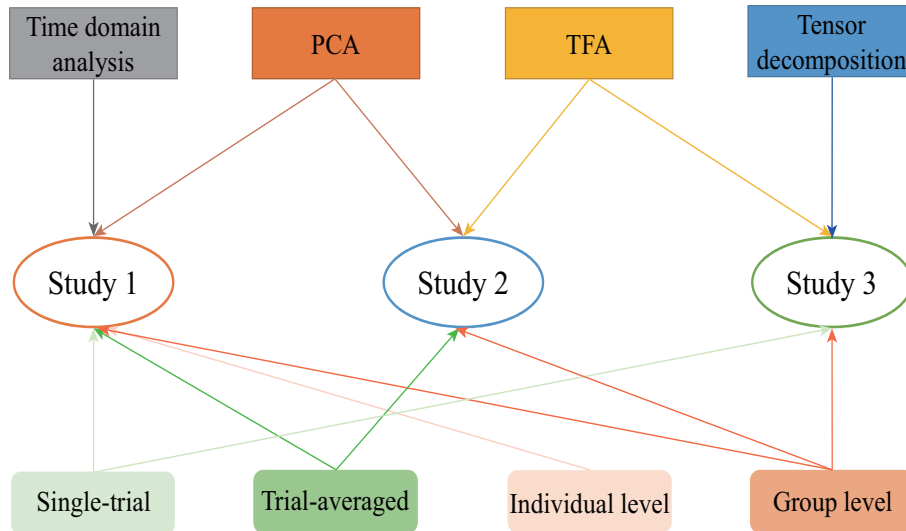 Time domain
analysis
PCA
TFA
Tensor
decomposition
Study 1
Study 2
Study 3
Single-trial
Trial-averaged
Individual level
Group level